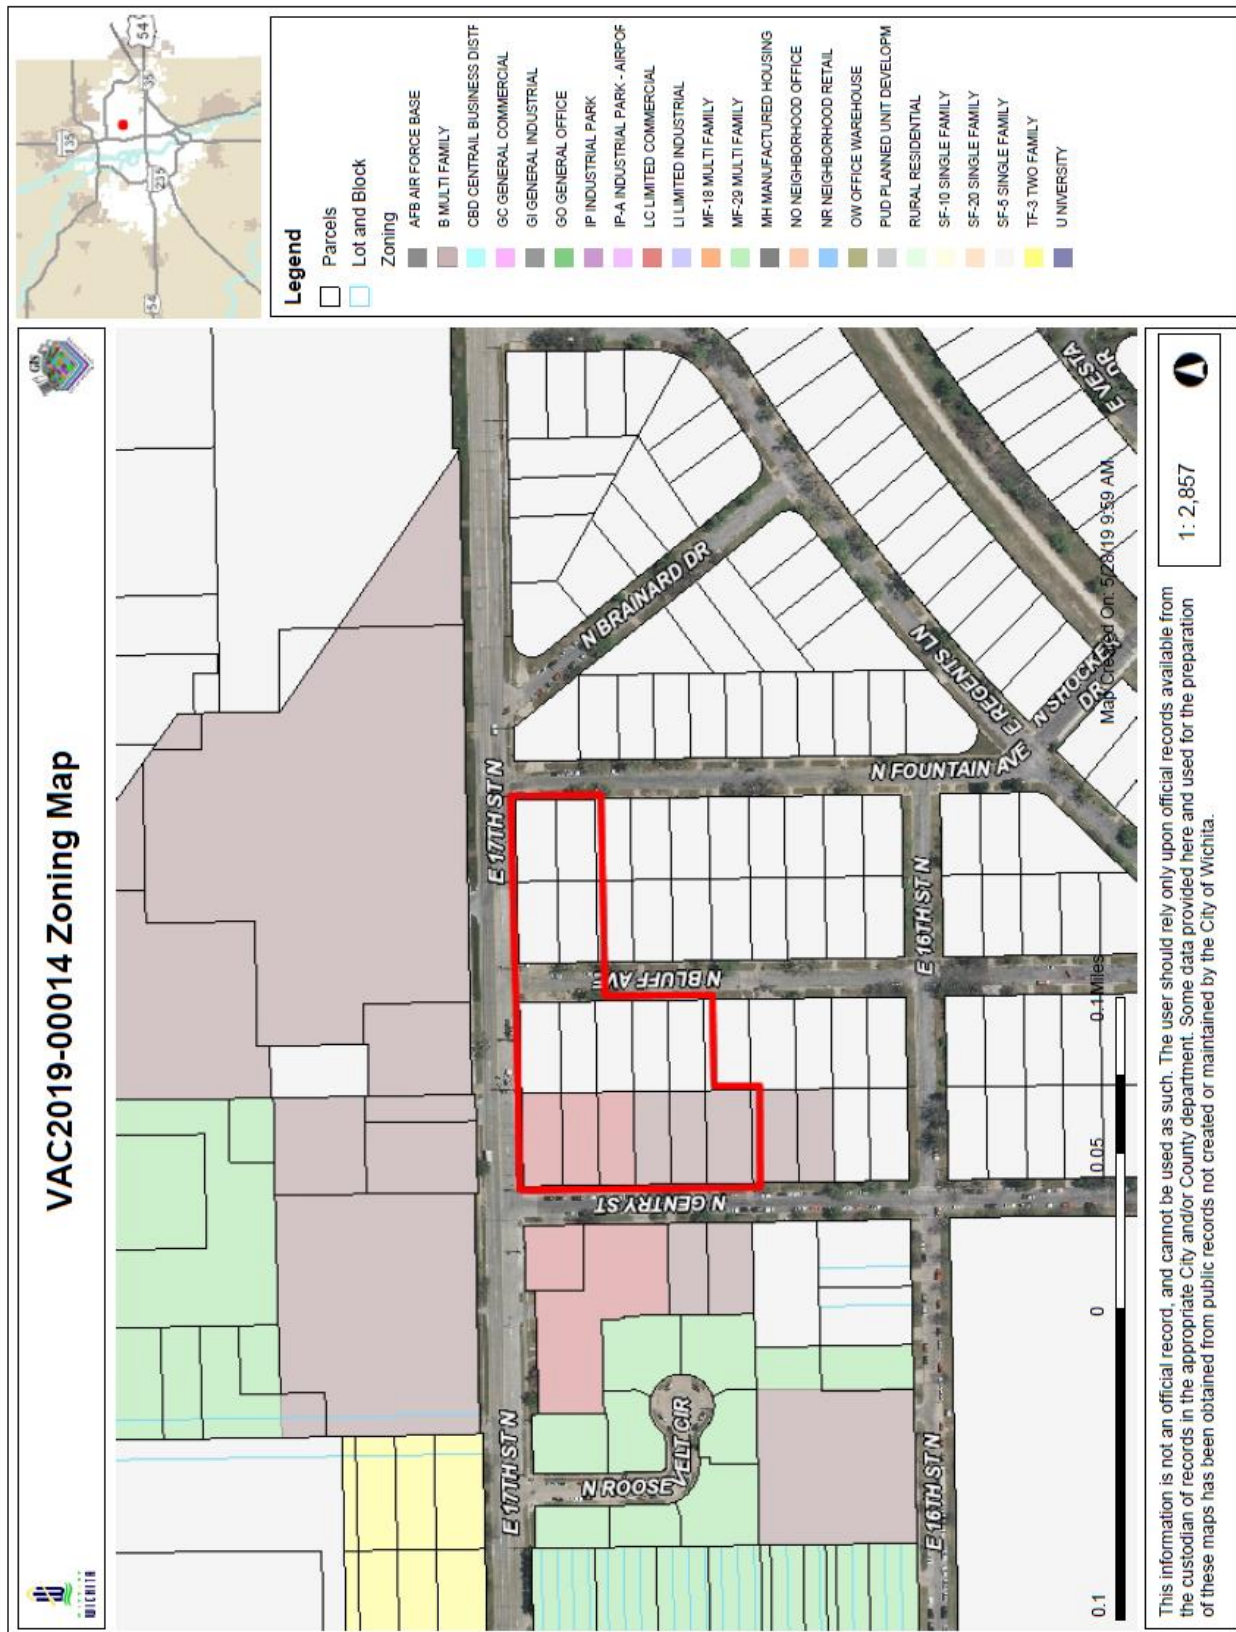 WICHITA
VAC2019-00014 Zoning Map
GIS
54
135
235
35
54
Legend
Parcels
Lot and Block
Zoning
AFB AIR FORCE BASE
B MULTI FAMILY
CBD CENTRAIL BUSINESS DISTF
GC GENERAL COMMERCIAL
GI GENERAL INDUSTRIAL
GO GENERAL OFFICE
IP INDUSTRIAL PARK
IP-A INDUSTRIAL PARK - AIRPOF
LC LIMITED COMMERCIAL
LI LIMITED INDUSTRIAL
MF-18 MULTI FAMILY
MF-29 MULTI FAMILY
MH MANUFACTURED HOUSING
NO NEIGHBORHOOD OFFICE
NR NEIGHBORHOOD RETAIL
OW OFFICE WAREHOUSE
PUD PLANNED UNIT DEVELOPM
RURAL RESIDENTIAL
SF-10 SINGLE FAMILY
SF-20 SINGLE FAMILY
SF-5 SINGLE FAMILY
TF-3 TWO FAMILY
U UNIVERSITY
E 17TH ST N
E 17TH ST N
N ROOSEVELT CIR
N GENTRY ST
N BLUFF AVE
N FOUNTAIN AVE
N BRAINARD DR
E REGENTS LN
N SHOCKER DR
E VESTA DR
E 16TH ST N
E 16TH ST N
0.1
0
0.05
0.1 Miles
Map Created On: 5/28/19 9:59 AM
This information is not an official record, and cannot be used as such. The user should rely only upon official records available from
the custodian of records in the appropriate City and/or County department. Some data provided here and used for the preparation
of these maps has been obtained from public records not created or maintained by the City of Wichita.
1: 2,857